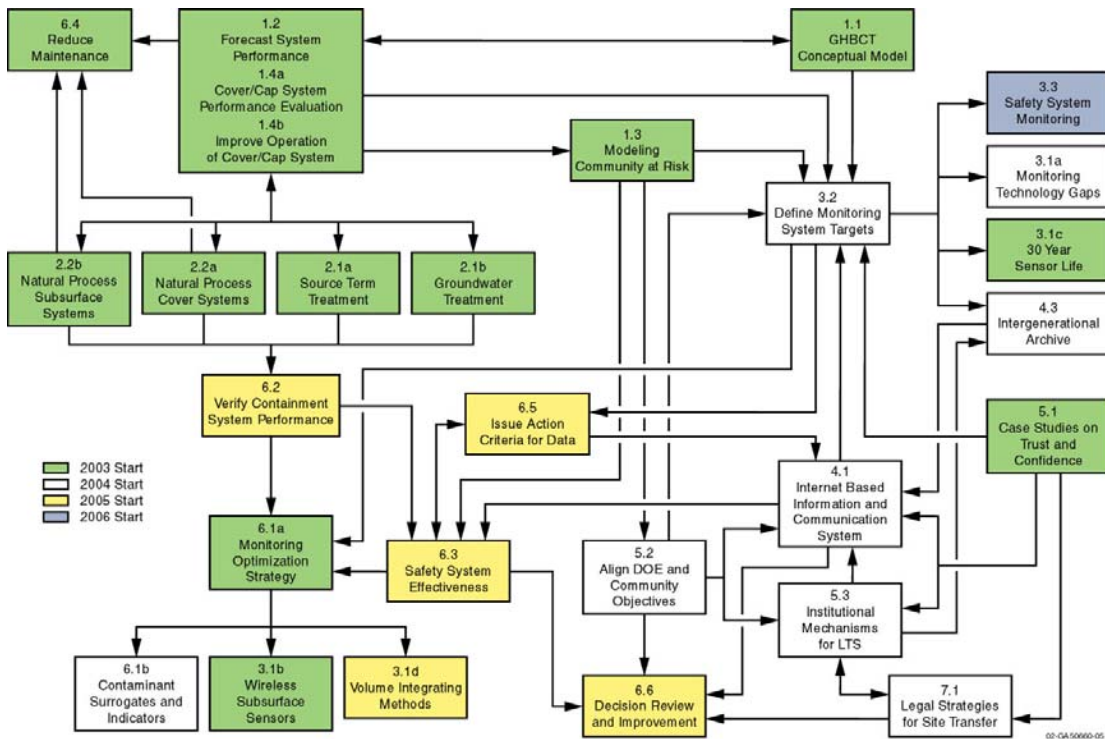 6.4
Reduce
Maintenance
1.2
Forecast System
Performance
1.4a
Cover/Cap System
Performance Evaluation
1.4b
Improve Operation
of Cover/Cap System
1.1
GHBCT
Conceptual Model
3.3
Safety System
Monitoring
1.3
Modeling
Community at Risk
3.1a
Monitoring
Technology Gaps
3.2
Define Monitoring
System Targets
3.1c
30 Year
Sensor Life
2.2b
Natural Process
Subsurface
Systems
2.2a
Natural Process
Cover Systems
2.1a
Source Term
Treatment
2.1b
Groundwater
Treatment
4.3
Intergenerational
Archive
6.2
Verify Containment
System Performance
6.5
Issue Action
Criteria for Data
5.1
Case Studies on
Trust and
Confidence
2003 Start
2004 Start
2005 Start
2006 Start
4.1
Internet Based
Information and
Communication
System
6.1a
Monitoring
Optimization
Strategy
6.3
Safety System
Effectiveness
5.2
Align DOE and
Community
Objectives
5.3
Institutional
Mechanisms
for LTS
6.1b
Contaminant
Surrogates and
Indicators
3.1b
Wireless
Subsurface
Sensors
3.1d
Volume Integrating
Methods
6.6
Decision Review
and Improvement
7.1
Legal Strategies
for Site Transfer
02-GA50660-05